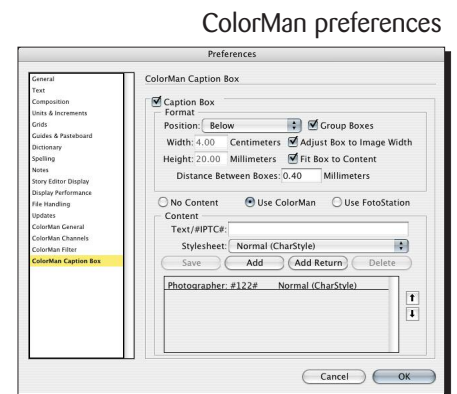 ColorMan preferences
Preferences
General
Text
Composition
Units & Increments
Grids
Guides & Pasteboard
Dictionary
Spelling
Notes
Story Editor Display
Display Performance
File Handling
Updates
ColorMan General
ColorMan Channels
ColorMan Filter
ColorMan Caption Box
ColorMan Caption Box
Caption Box
Format
Position: Below Group Boxes
Width: 4.00 Centimeters Adjust Box to Image Width
Height: 20.00 Millimeters Fit Box to Content
Distance Between Boxes: 0.40 Millimeters
No Content Use ColorMan Use FotoStation
Content
Text/#IPTC#:
Stylesheet: Normal (CharStyle)
Save Add Add Return Delete
Photographer: #122# Normal (CharStyle)
Cancel OK